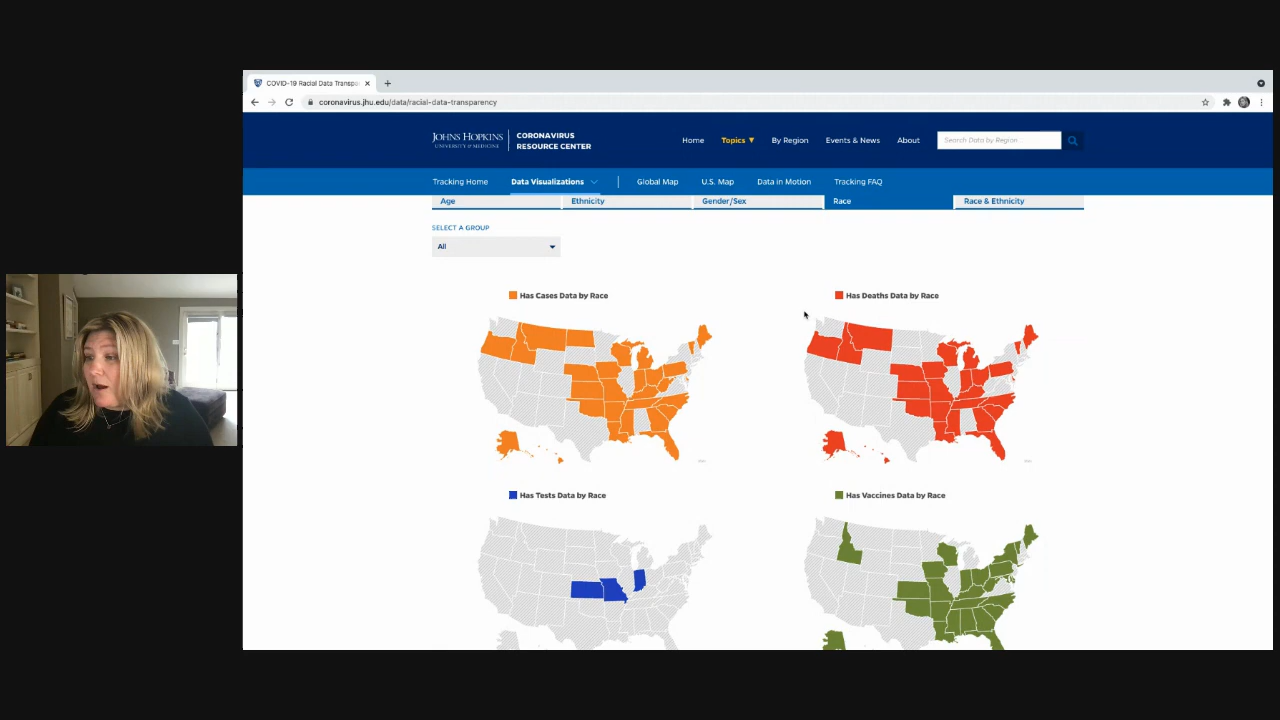 COVID-19 Racial Data Transpa
coronavirus.jhu.edu/data/racial-data-transparency
JOHNS HOPKINS
UNIVERSITY & MEDICINE
CORONAVIRUS
RESOURCE CENTER
Home Topics By Region Events & News About Search Data by Region
Tracking Home Data Visualizations Global Map U.S. Map Data in Motion Tracking FAQ
Age Ethnicity Gender/Sex Race Race & Ethnicity
SELECT A GROUP
All
Has Cases Data by Race Has Deaths Data by Race
Has Tests Data by Race Has Vaccines Data by Race